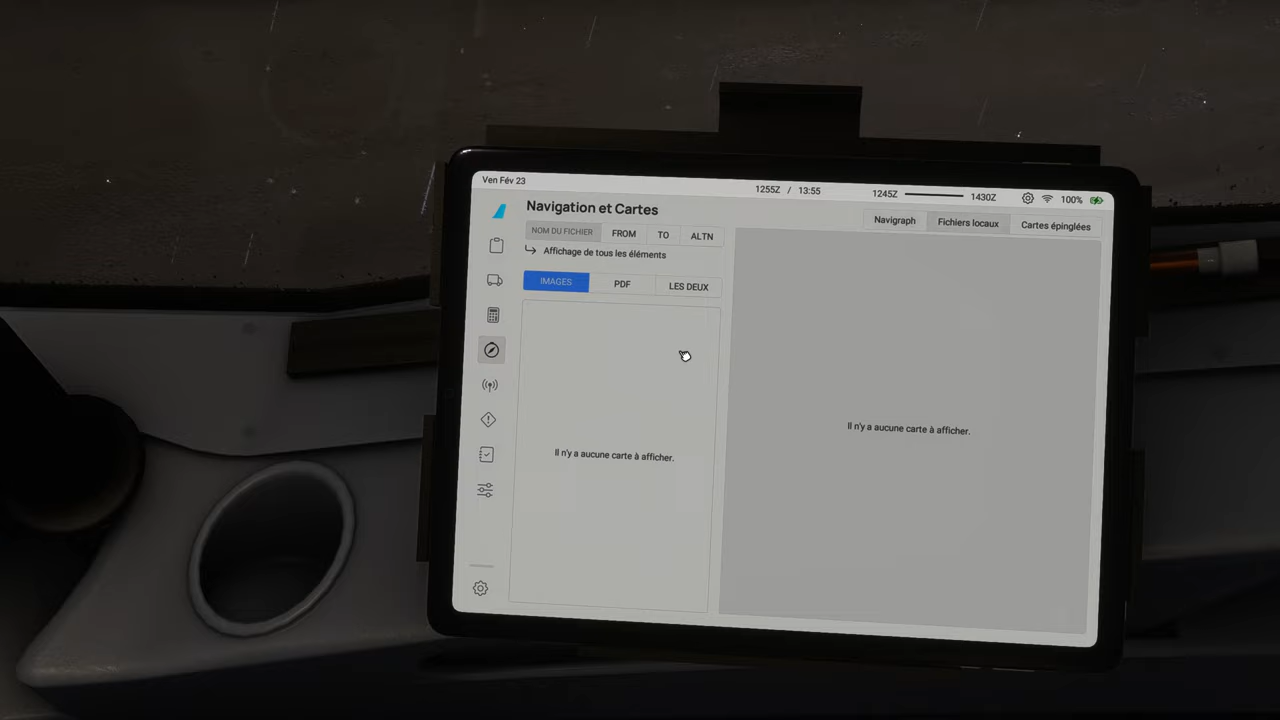 Ven Fév 23
1255Z / 13:55
1245Z
1430Z
100%
Navigation et Cartes
Navigraph
Fichiers locaux
Cartes épinglées
NOM DU FICHIER
FROM
TO
ALTN
Affichage de tous les éléments
IMAGES
PDF
LES DEUX
Il n'y a aucune carte à afficher.
Il n'y a aucune carte à afficher.